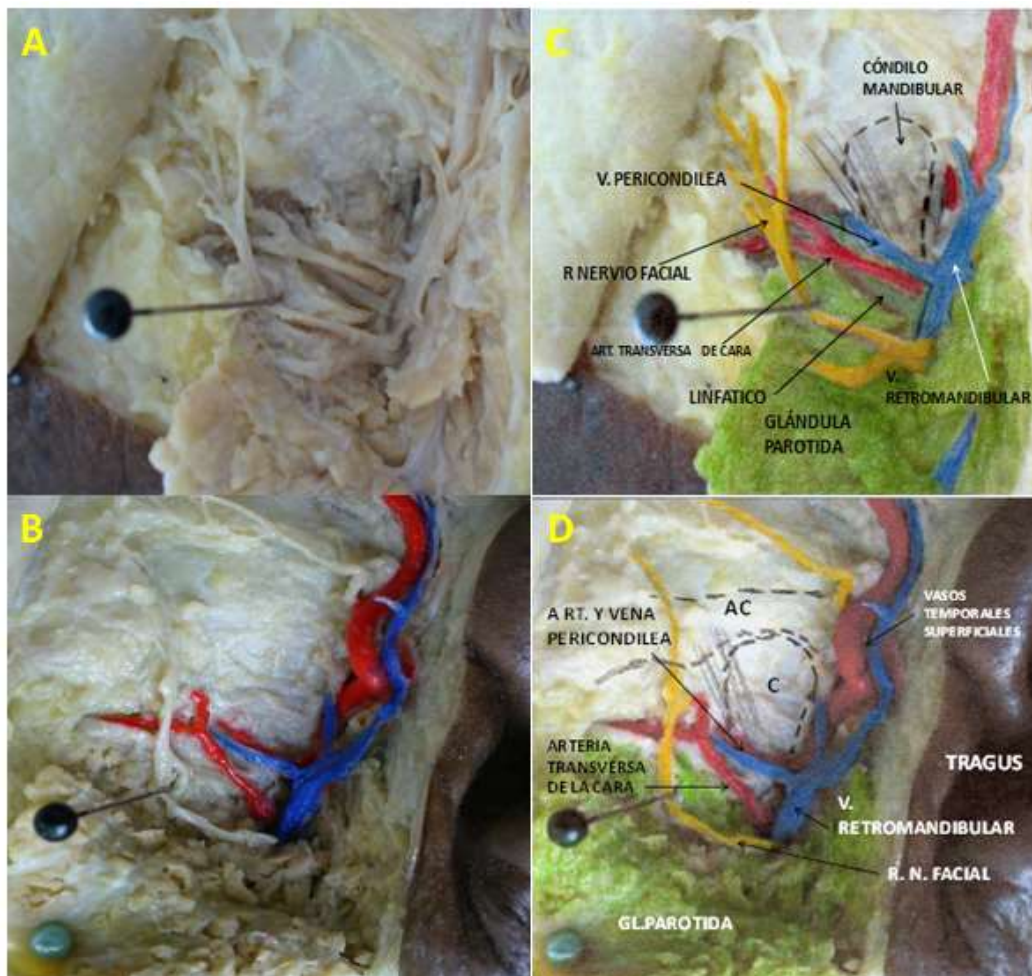 A
C
CÓNDILO
MANDIBULAR
V. PERICONDILEA
R NERVIO FACIAL
ART. TRANSVERSA DE CARA
LINFATICO
V.
RETROMANDIBULAR
GLÁNDULA
PAROTIDA
B
D
AC
A RT. Y VENA
PERICONDILEA
VASOS
TEMPORALES
SUPERFICIALES
C
ARTERIA
TRANSVERSA
DE LA CARA
TRAGUS
V.
RETROMANDIBULAR
R. N. FACIAL
GL.PAROTIDA